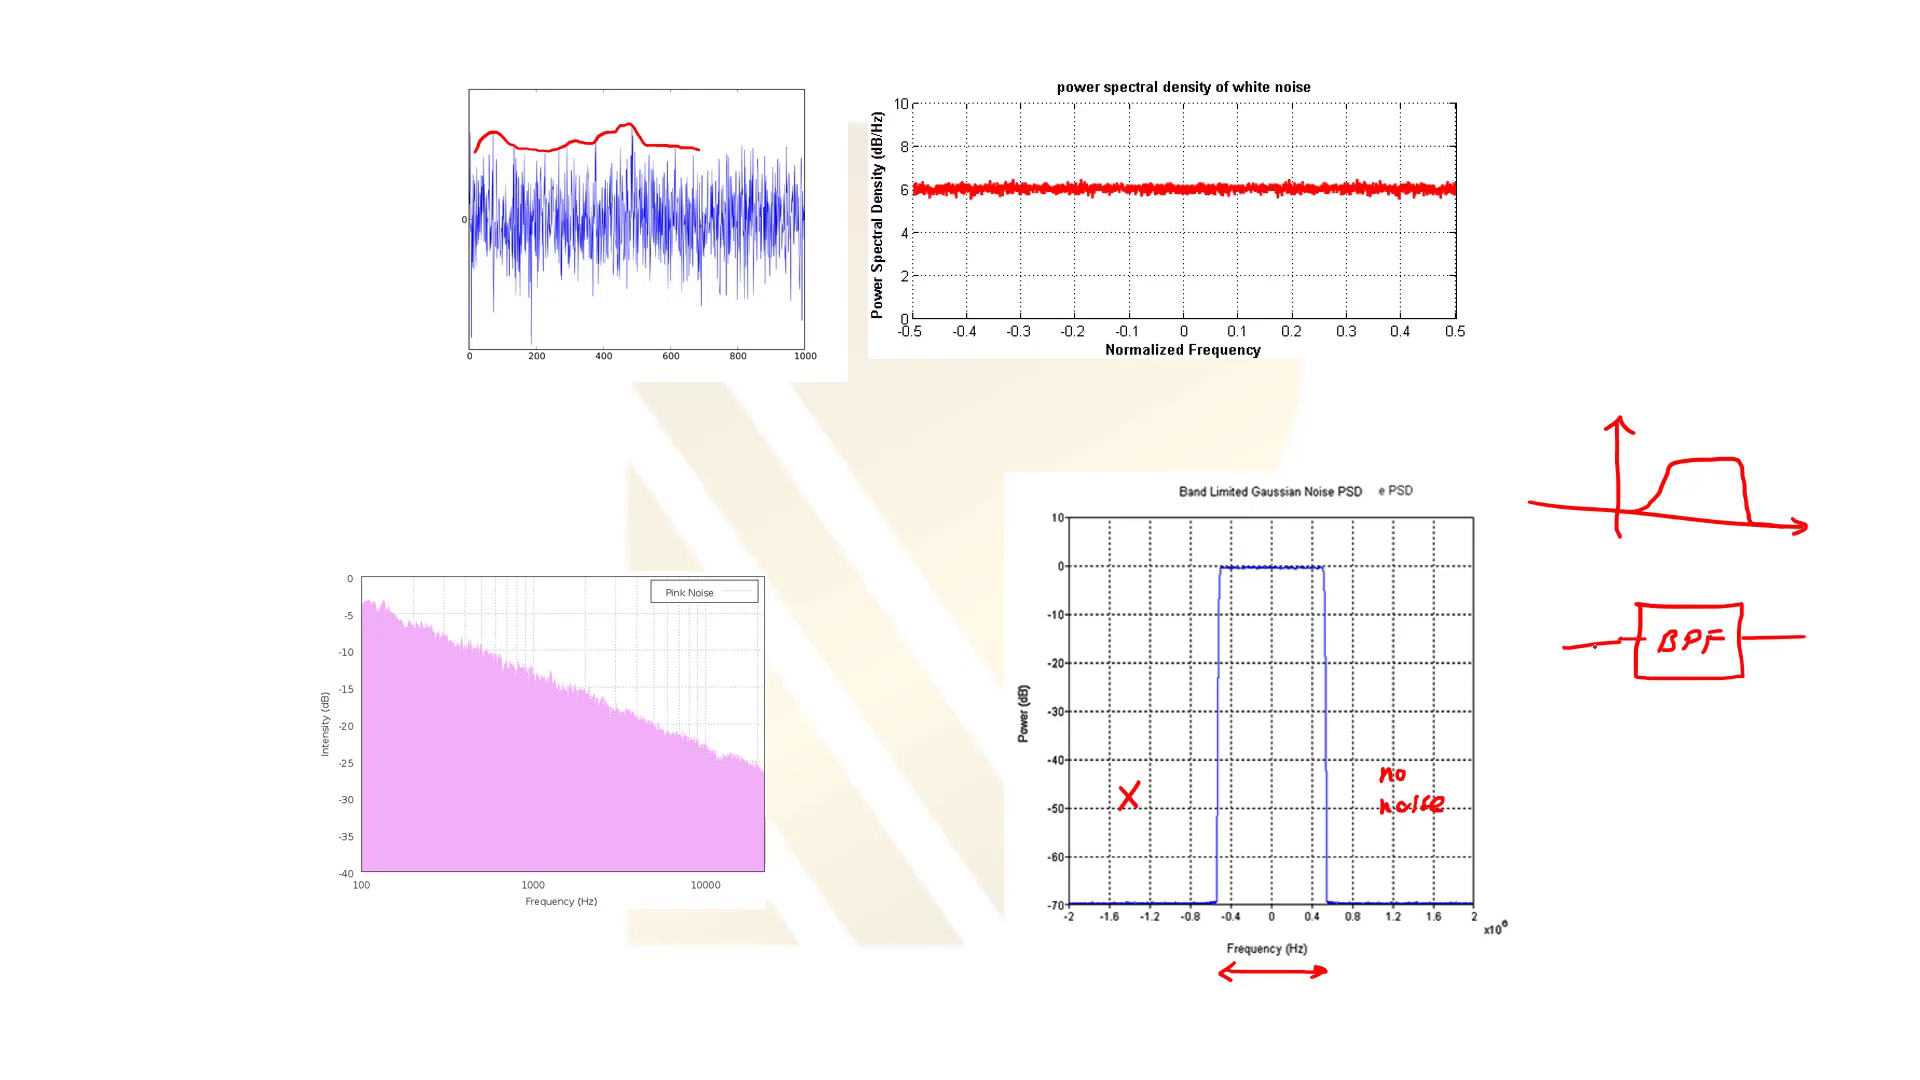 0
0 200 400 600 800 1000
power spectral density of white noise
Power Spectral Density (dB/Hz)
10
8
6
4
2
0
-0.5 -0.4 -0.3 -0.2 -0.1 0 0.1 0.2 0.3 0.4 0.5
Normalized Frequency
Pink Noise
Intensity (dB)
0
-5
-10
-15
-20
-25
-30
-35
-40
100 1000 10000
Frequency (Hz)
Band Limited Gaussian Noise PSD e PSD
Power (dB)
10
0
-10
-20
-30
-40
-50
-60
-70
-2 -1.6 -1.2 -0.8 -0.4 0 0.4 0.8 1.2 1.6 2
x10⁶
Frequency (Hz)
X
no
noise
BPF